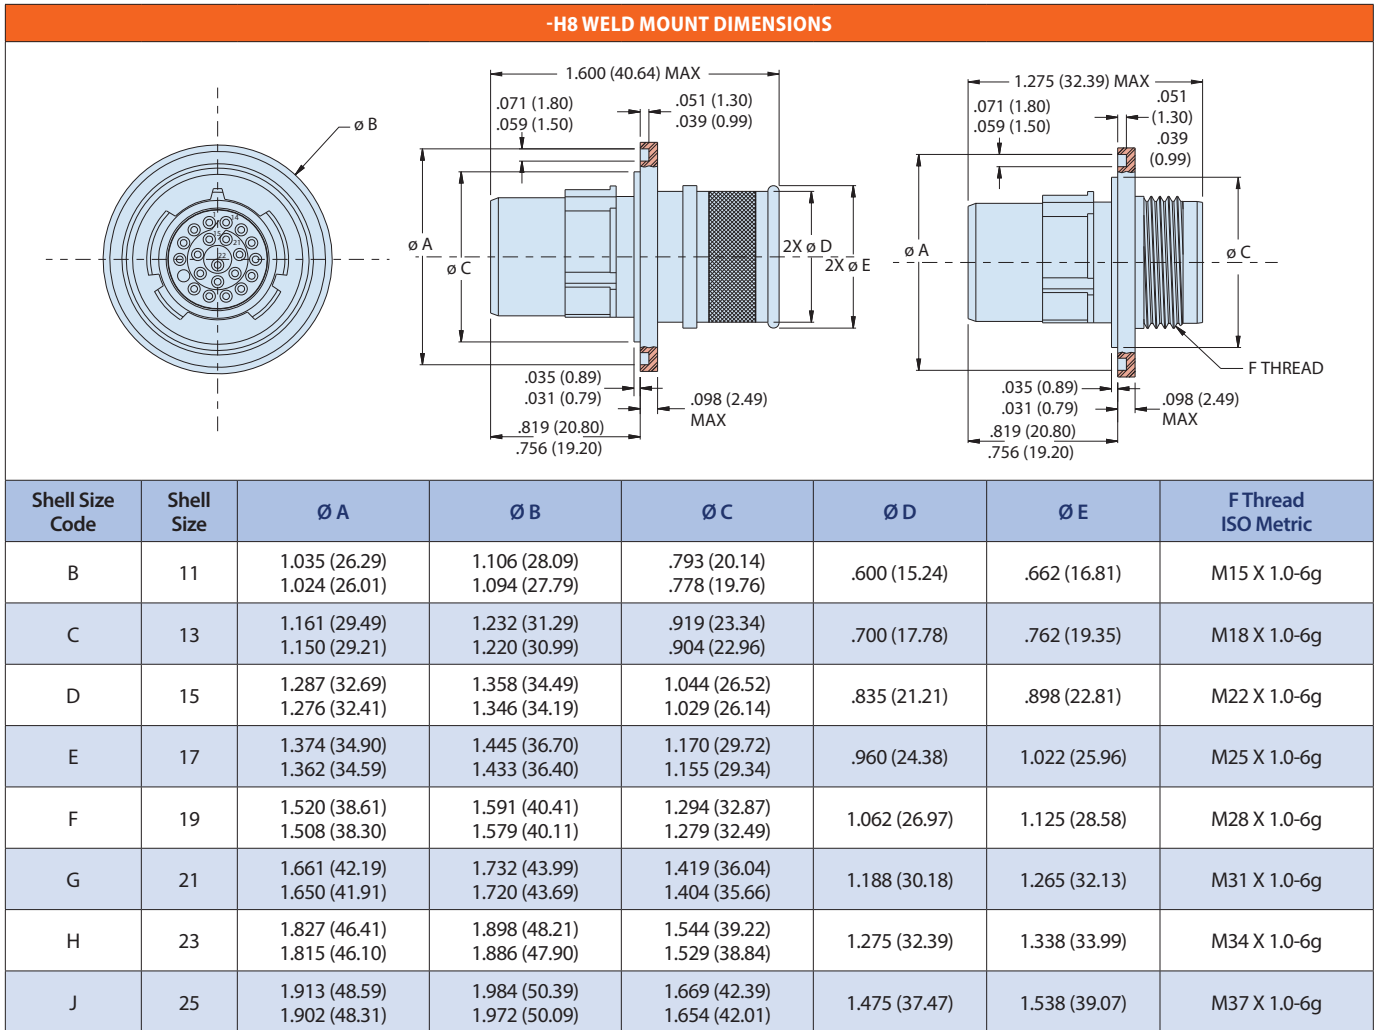 -H8 WELD MOUNT DIMENSIONS
ø B
1.600 (40.64) MAX
.071 (1.80)
.059 (1.50)
.051 (1.30)
.039 (0.99)
ø A
ø C
2X ø D
2X ø E
.035 (0.89)
.031 (0.79)
.098 (2.49)
MAX
.819 (20.80)
.756 (19.20)
1.275 (32.39) MAX
.071 (1.80)
.059 (1.50)
.051
(1.30)
.039
(0.99)
ø A
ø C
F THREAD
.035 (0.89)
.031 (0.79)
.098 (2.49)
MAX
.819 (20.80)
.756 (19.20)
1
14
15
21
22
Shell Size Code
Shell Size
Ø A
Ø B
Ø C
Ø D
Ø E
F Thread ISO Metric
B 11 1.035 (26.29) 1.106 (28.09) .793 (20.14) .600 (15.24) .662 (16.81) M15 X 1.0-6g
1.024 (26.01) 1.094 (27.79) .778 (19.76)
C 13 1.161 (29.49) 1.232 (31.29) .919 (23.34) .700 (17.78) .762 (19.35) M18 X 1.0-6g
1.150 (29.21) 1.220 (30.99) .904 (22.96)
D 15 1.287 (32.69) 1.358 (34.49) 1.044 (26.52) .835 (21.21) .898 (22.81) M22 X 1.0-6g
1.276 (32.41) 1.346 (34.19) 1.029 (26.14)
E 17 1.374 (34.90) 1.445 (36.70) 1.170 (29.72) .960 (24.38) 1.022 (25.96) M25 X 1.0-6g
1.362 (34.59) 1.433 (36.40) 1.155 (29.34)
F 19 1.520 (38.61) 1.591 (40.41) 1.294 (32.87) 1.062 (26.97) 1.125 (28.58) M28 X 1.0-6g
1.508 (38.30) 1.579 (40.11) 1.279 (32.49)
G 21 1.661 (42.19) 1.732 (43.99) 1.419 (36.04) 1.188 (30.18) 1.265 (32.13) M31 X 1.0-6g
1.650 (41.91) 1.720 (43.69) 1.404 (35.66)
H 23 1.827 (46.41) 1.898 (48.21) 1.544 (39.22) 1.275 (32.39) 1.338 (33.99) M34 X 1.0-6g
1.815 (46.10) 1.886 (47.90) 1.529 (38.84)
J 25 1.913 (48.59) 1.984 (50.39) 1.669 (42.39) 1.475 (37.47) 1.538 (39.07) M37 X 1.0-6g
1.902 (48.31) 1.972 (50.09) 1.654 (42.01)